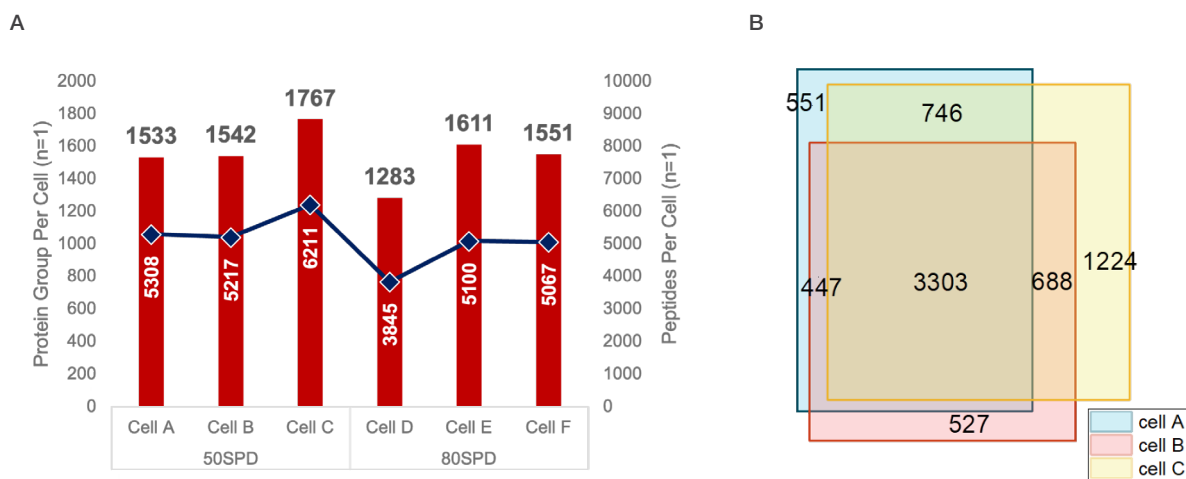 A
Protein Group Per Cell (n=1)
2000
1800
1600
1400
1200
1000
800
600
400
200
0
1533
1542
1767
1283
1611
1551
5308
5217
6211
3845
5100
5067
Cell A
Cell B
Cell C
Cell D
Cell E
Cell F
50SPD
80SPD
10000
9000
8000
7000
6000
5000
4000
3000
2000
1000
0
Peptides Per Cell (n=1)
B
551
746
447
3303
688
1224
527
cell A
cell B
cell C